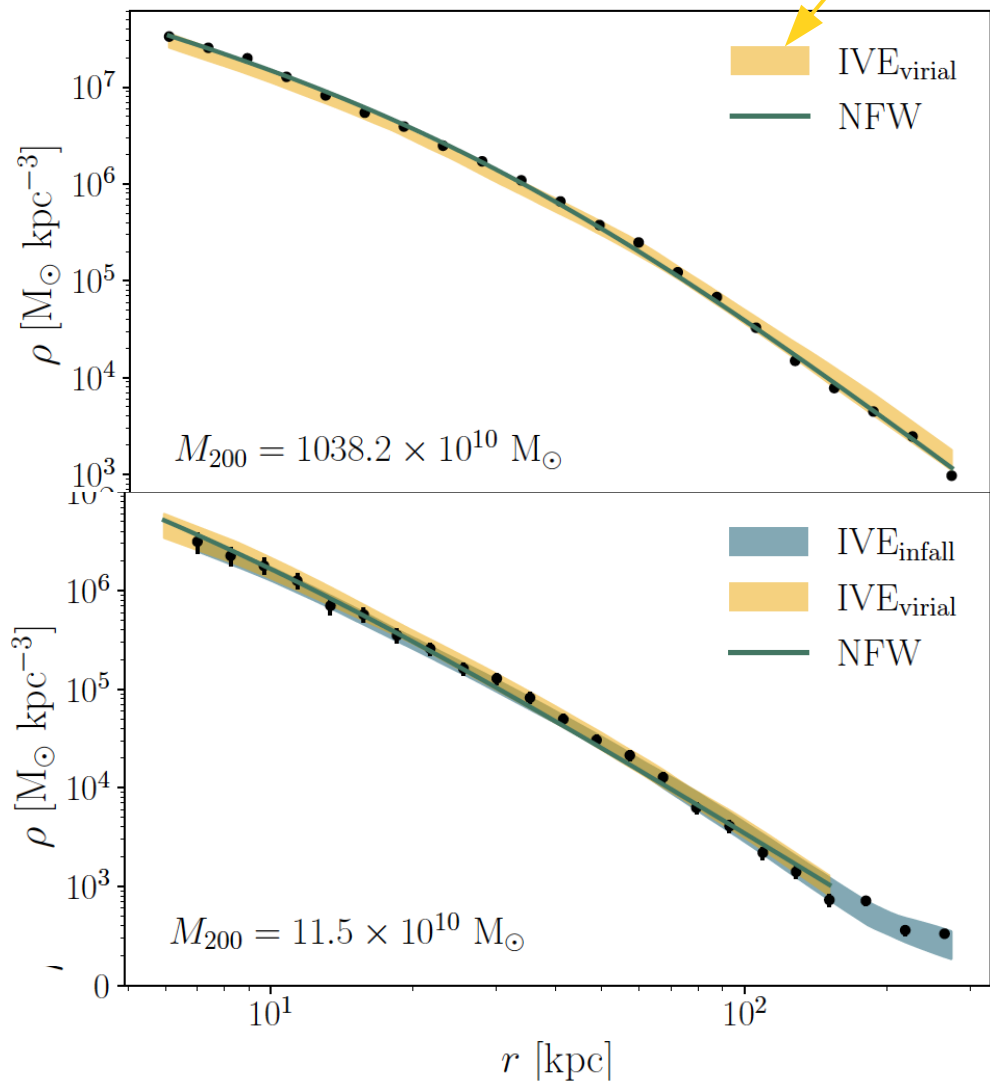 IVE_virial
NFW
10^7
10^6
10^5
10^4
10^3
ρ [M_⊙ kpc^−3]
M_200 = 1038.2 × 10^10 M_⊙
IVE_infall
IVE_virial
NFW
10^6
10^5
10^4
10^3
0
ρ [M_⊙ kpc^−3]
M_200 = 11.5 × 10^10 M_⊙
10^1
10^2
r [kpc]